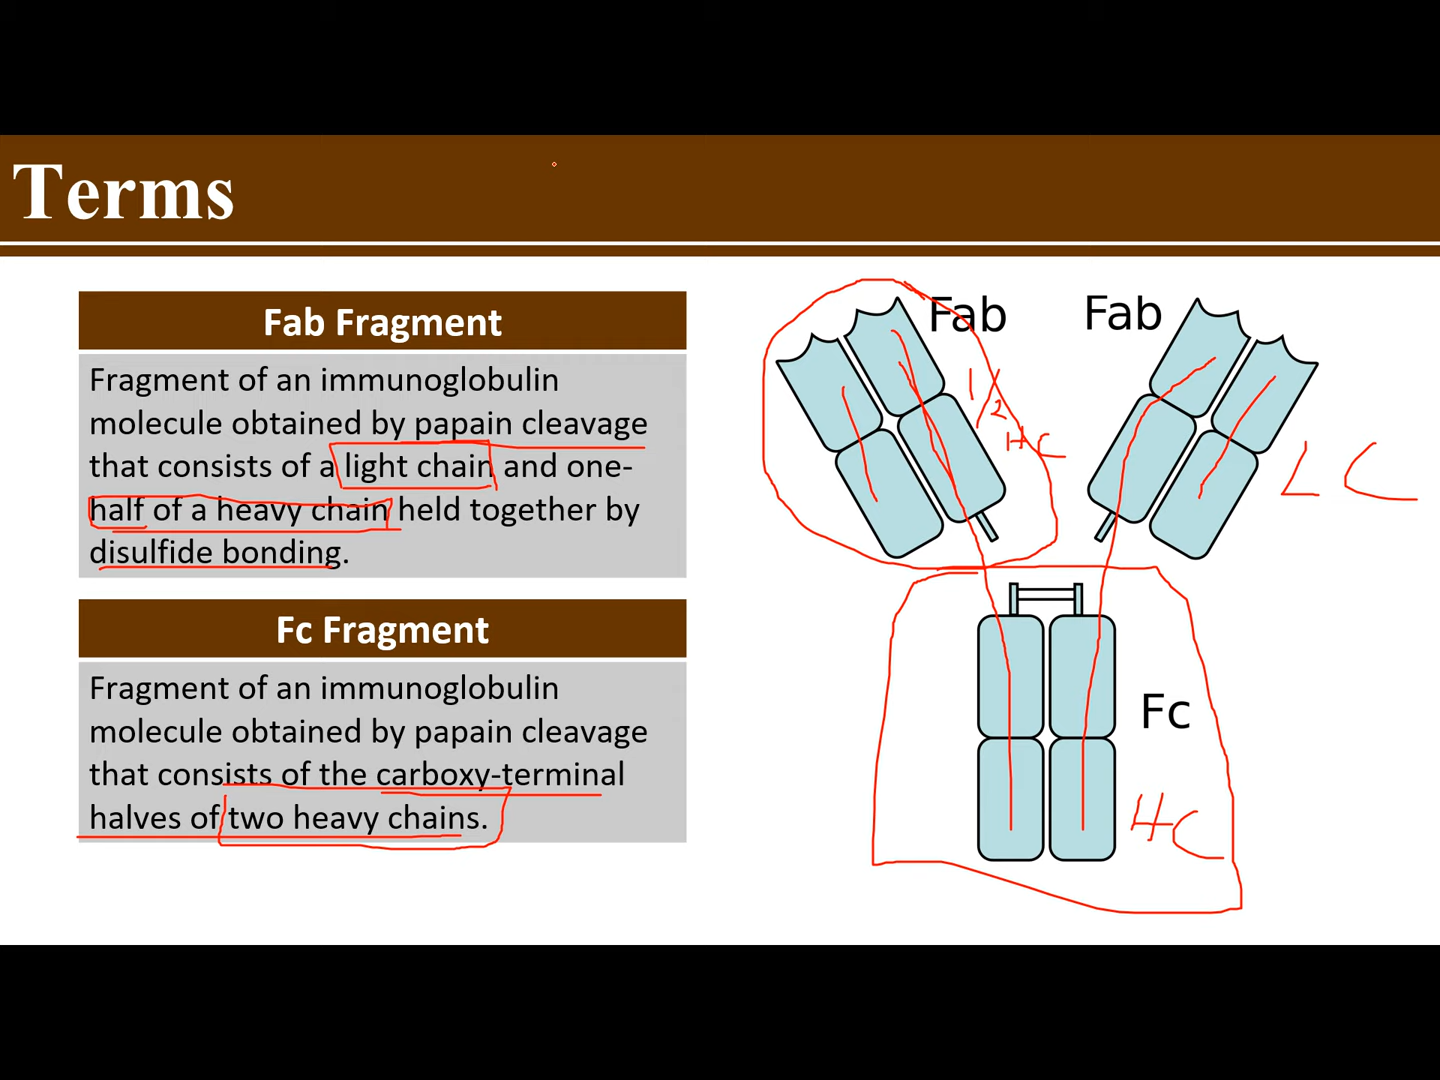 Terms
Fab Fragment
Fragment of an immunoglobulin
molecule obtained by papain cleavage
that consists of a light chain and one-
half of a heavy chain held together by
disulfide bonding.
Fc Fragment
Fragment of an immunoglobulin
molecule obtained by papain cleavage
that consists of the carboxy-terminal
halves of two heavy chains.
Fab
Fab
1/2
HC
LC
Fc
HC